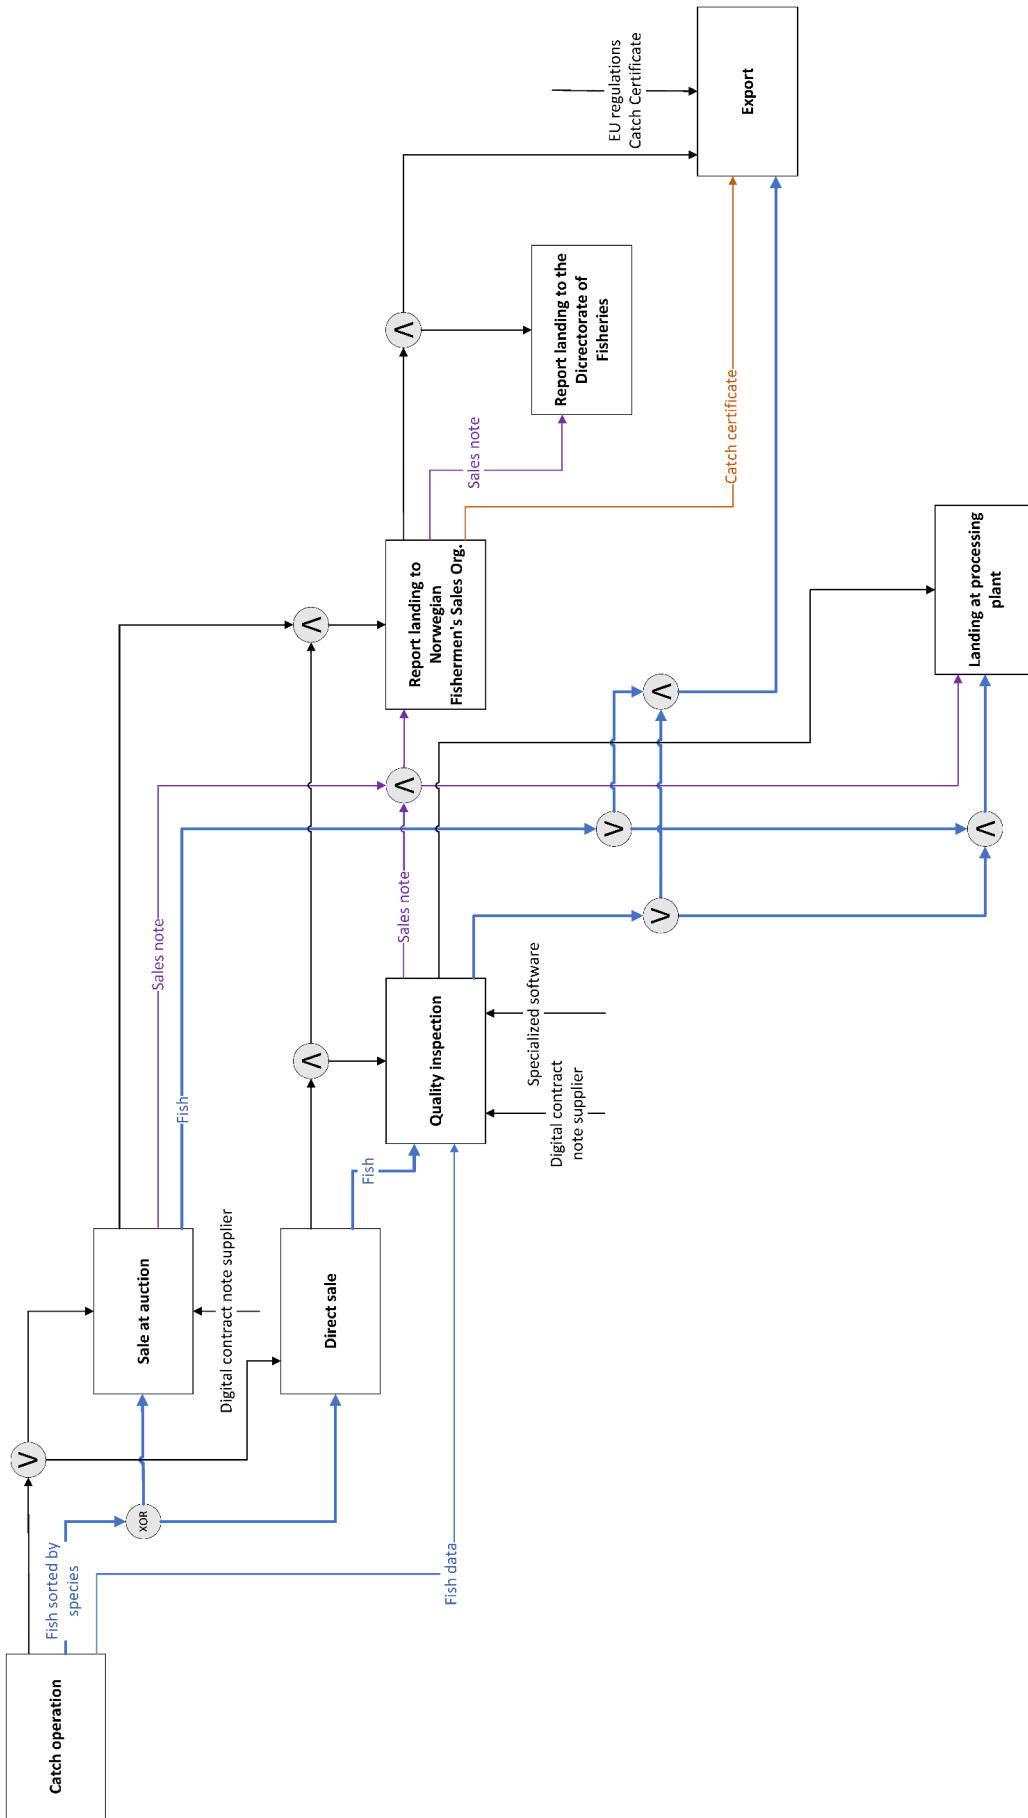 Catch operation
Fish sorted by
species
Fish data
V
XOR
Sale at auction
Digital contract note supplier
Direct sale
Sales note
Fish
Fish
V
Quality inspection
Digital contract
note supplier
Specialized software
Sales note
V
V
V
V
V
V
Report landing to
Norwegian
Fishermen's Sales Org.
Landing at processing
plant
Sales note
Catch certificate
V
Report landing to the
Dicrectorate of
Fisheries
EU regulations
Catch Certificate
Export